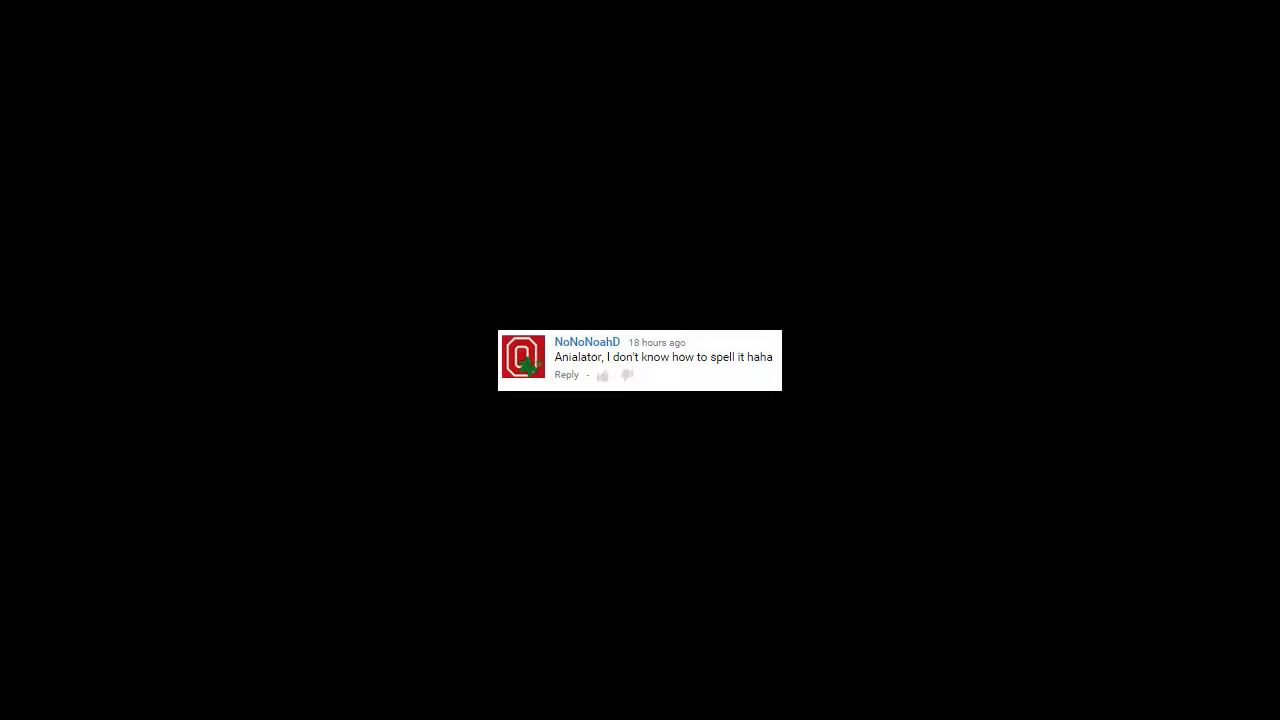 NoNoNoahD 18 hours ago
Anialator, I don't know how to spell it haha
Reply -